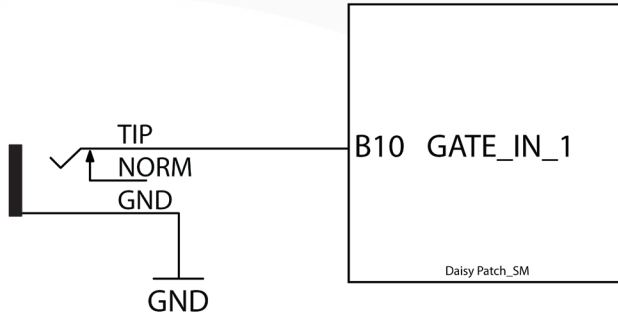 TIP
NORM
GND
GND
B10 GATE_IN_1
Daisy Patch_SM